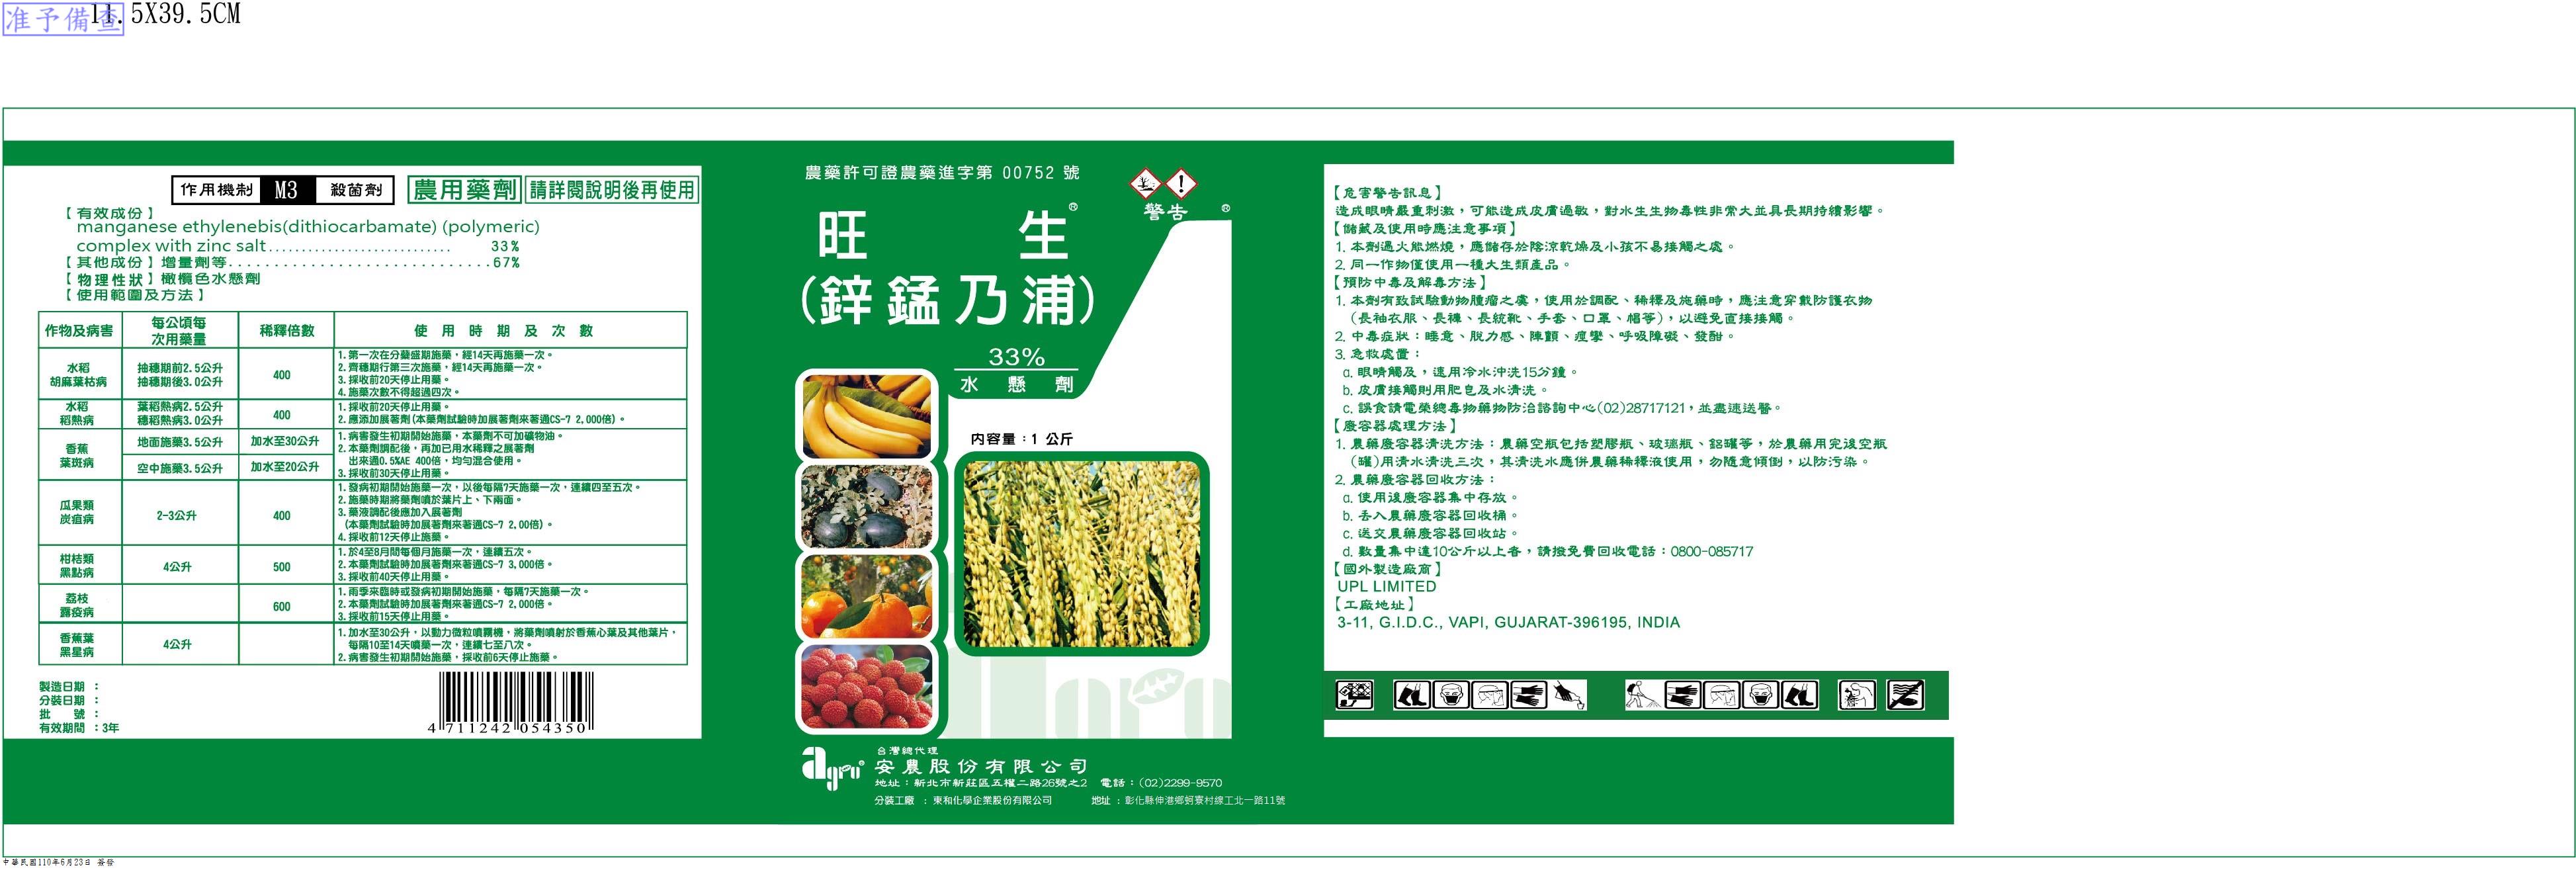 准予備查
11.5X39.5CM
作用機制 M3 殺菌劑 農用藥劑 請詳閱說明後再使用
【有效成份】
manganese ethylenebis(dithiocarbamate) (polymeric)
complex with zinc salt............................ 33%
【其他成份】增量劑等..............................67%
【物理性狀】橄欖色水懸劑
【使用範圍及方法】
作物及病害 每公頃每次用藥量 稀釋倍數 使用時期及次數
水稻
胡麻葉枯病
抽穗期前2.5公升
抽穗期後3.0公升
400
1.第一次在分蘗盛期施藥，經14天再施藥一次。
2.齊穗期行第三次施藥，經14天再施藥一次。
3.採收前20天停止用藥。
4.施藥次數不得超過四次。
水稻
稻熱病
葉稻熱病2.5公升
穗稻熱病3.0公升
400
1.採收前20天停止用藥。
2.應添加展著劑(本藥劑試驗時加展著劑來著通CS-7 2,000倍)。
香蕉
葉斑病
地面施藥3.5公升 加水至30公升
空中施藥3.5公升 加水至20公升
1.病害發生初期開始施藥，本藥劑不可加礦物油。
2.本藥劑調配後，再加已用水稀釋之展著劑
出來通0.5%AE 400倍，均勻混合使用。
3.採收前30天停止用藥。
瓜果類
炭疽病
2-3公升
400
1.發病初期開始施藥一次，以後每隔7天施藥一次，連續四至五次。
2.施藥時期將藥劑噴於葉片上、下兩面。
3.藥液調配後應加入展著劑
(本藥劑試驗時加展著劑來著通CS-7 2,00倍)。
4.採收前12天停止施藥。
柑桔類
黑點病
4公升
500
1.於4至8月間每個月施藥一次，連續五次。
2.本藥劑試驗時加展著劑來著通CS-7 3,000倍。
3.採收前40天停止用藥。
荔枝
露疫病
600
1.雨季來臨時或發病初期開始施藥，每隔7天施藥一次。
2.本藥劑試驗時加展著劑來著通CS-7 2,000倍。
3.採收前15天停止用藥。
香蕉葉
黑星病
4公升
1.加水至30公升，以動力微粒噴霧機，將藥劑噴射於香蕉心葉及其他葉片，
每隔10至14天噴藥一次，連續七至八次。
2.病害發生初期開始施藥，採收前6天停止施藥。
製造日期 ：
分裝日期 ：
批 號 ：
有效期間 ：3年
4 711242 054350
農藥許可證農藥進字第 00752 號
警告 ®
旺 生®
(鋅錳乃浦)
33%
水懸劑
內容量：1 公斤
agro®
台灣總代理
安農股份有限公司
地址：新北市新莊區五權二路26號之2 電話：(02)2299-9570
分裝工廠 ：東和化學企業股份有限公司 地址：彰化縣伸港鄉蚵寮村線工北一路11號
【危害警告訊息】
造成眼睛嚴重刺激，可能造成皮膚過敏，對水生生物毒性非常大並具長期持續影響。
【儲藏及使用時應注意事項】
1. 本劑遇火能燃燒，應儲存於陰涼乾燥及小孩不易接觸之處。
2. 同一作物僅使用一種大生類產品。
【預防中毒及解毒方法】
1. 本劑有致試驗動物腫瘤之虞，使用於調配、稀釋及施藥時，應注意穿戴防護衣物
(長袖衣服、長褲、長統靴、手套、口罩、帽等)，以避免直接接觸。
2. 中毒症狀：睡意、脫力感、陣顫、痙攣、呼吸障礙、發酣。
3. 急救處置：
a. 眼睛觸及，速用冷水沖洗15分鐘。
b. 皮膚接觸則用肥皂及水清洗。
c. 誤食請電榮總毒物藥物防治諮詢中心(02)28717121，並盡速送醫。
【廢容器處理方法】
1. 農藥廢容器清洗方法：農藥空瓶包括塑膠瓶、玻璃瓶、鋁罐等，於農藥用完後空瓶
(罐)用清水清洗三次，其清洗水應併農藥稀釋液使用，勿隨意傾倒，以防污染。
2. 農藥廢容器回收方法：
a. 使用後廢容器集中存放。
b. 丟入農藥廢容器回收桶。
c. 送交農藥廢容器回收站。
d. 數量集中達10公斤以上者，請撥免費回收電話：0800-085717
【國外製造廠商】
UPL LIMITED
【工廠地址】
3-11, G.I.D.C., VAPI, GUJARAT-396195, INDIA
中華民國110年6月23日 簽發